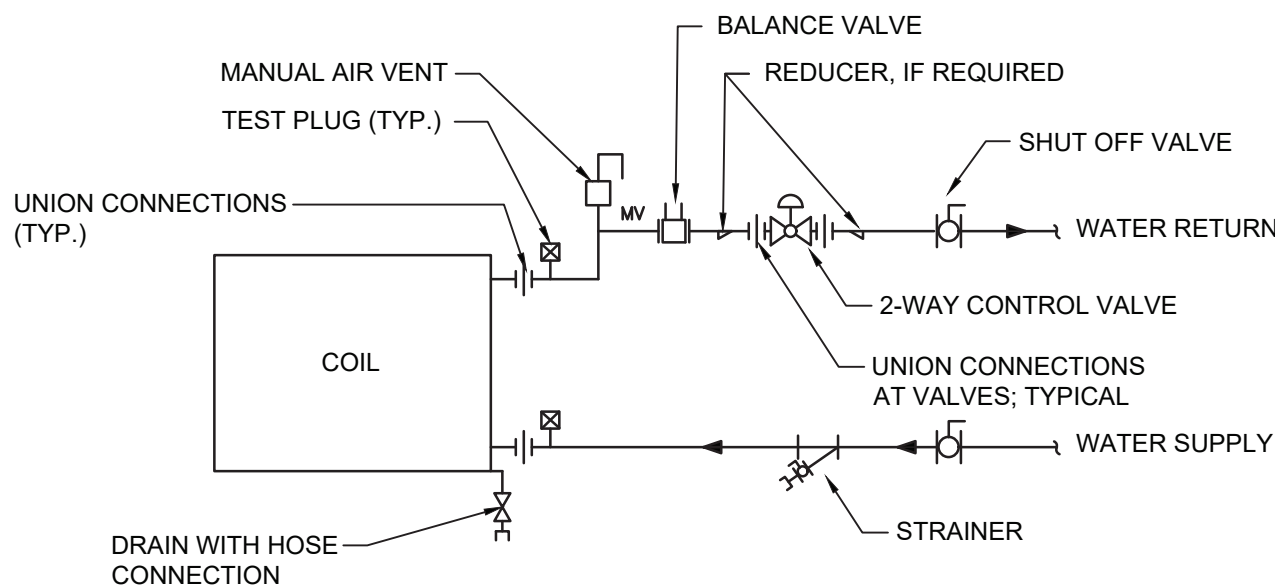 BALANCE VALVE
MANUAL AIR VENT
REDUCER, IF REQUIRED
TEST PLUG (TYP.)
SHUT OFF VALVE
UNION CONNECTIONS
(TYP.)
MV
WATER RETURN
2-WAY CONTROL VALVE
COIL
UNION CONNECTIONS
AT VALVES; TYPICAL
WATER SUPPLY
STRAINER
DRAIN WITH HOSE
CONNECTION